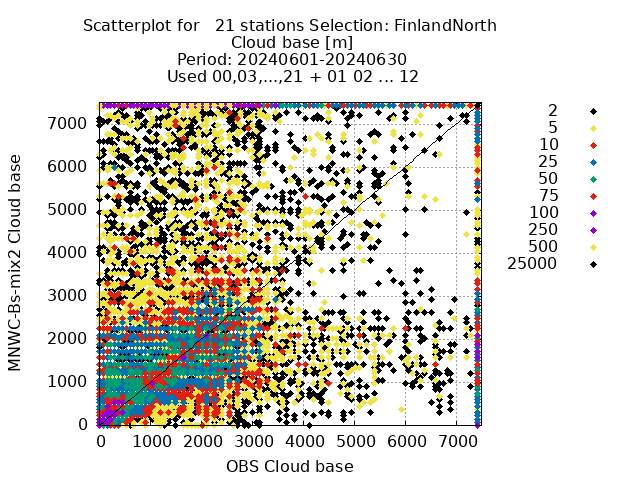 Scatterplot for   21 stations Selection: FinlandNorth
Cloud base [m]
Period: 20240601-20240630
Used 00,03,...,21 + 01 02 ... 12
MNWC-Bs-mix2 Cloud base
7000
6000
5000
4000
3000
2000
1000
0
0 1000 2000 3000 4000 5000 6000 7000
OBS Cloud base
2
5
10
25
50
75
100
250
500
25000